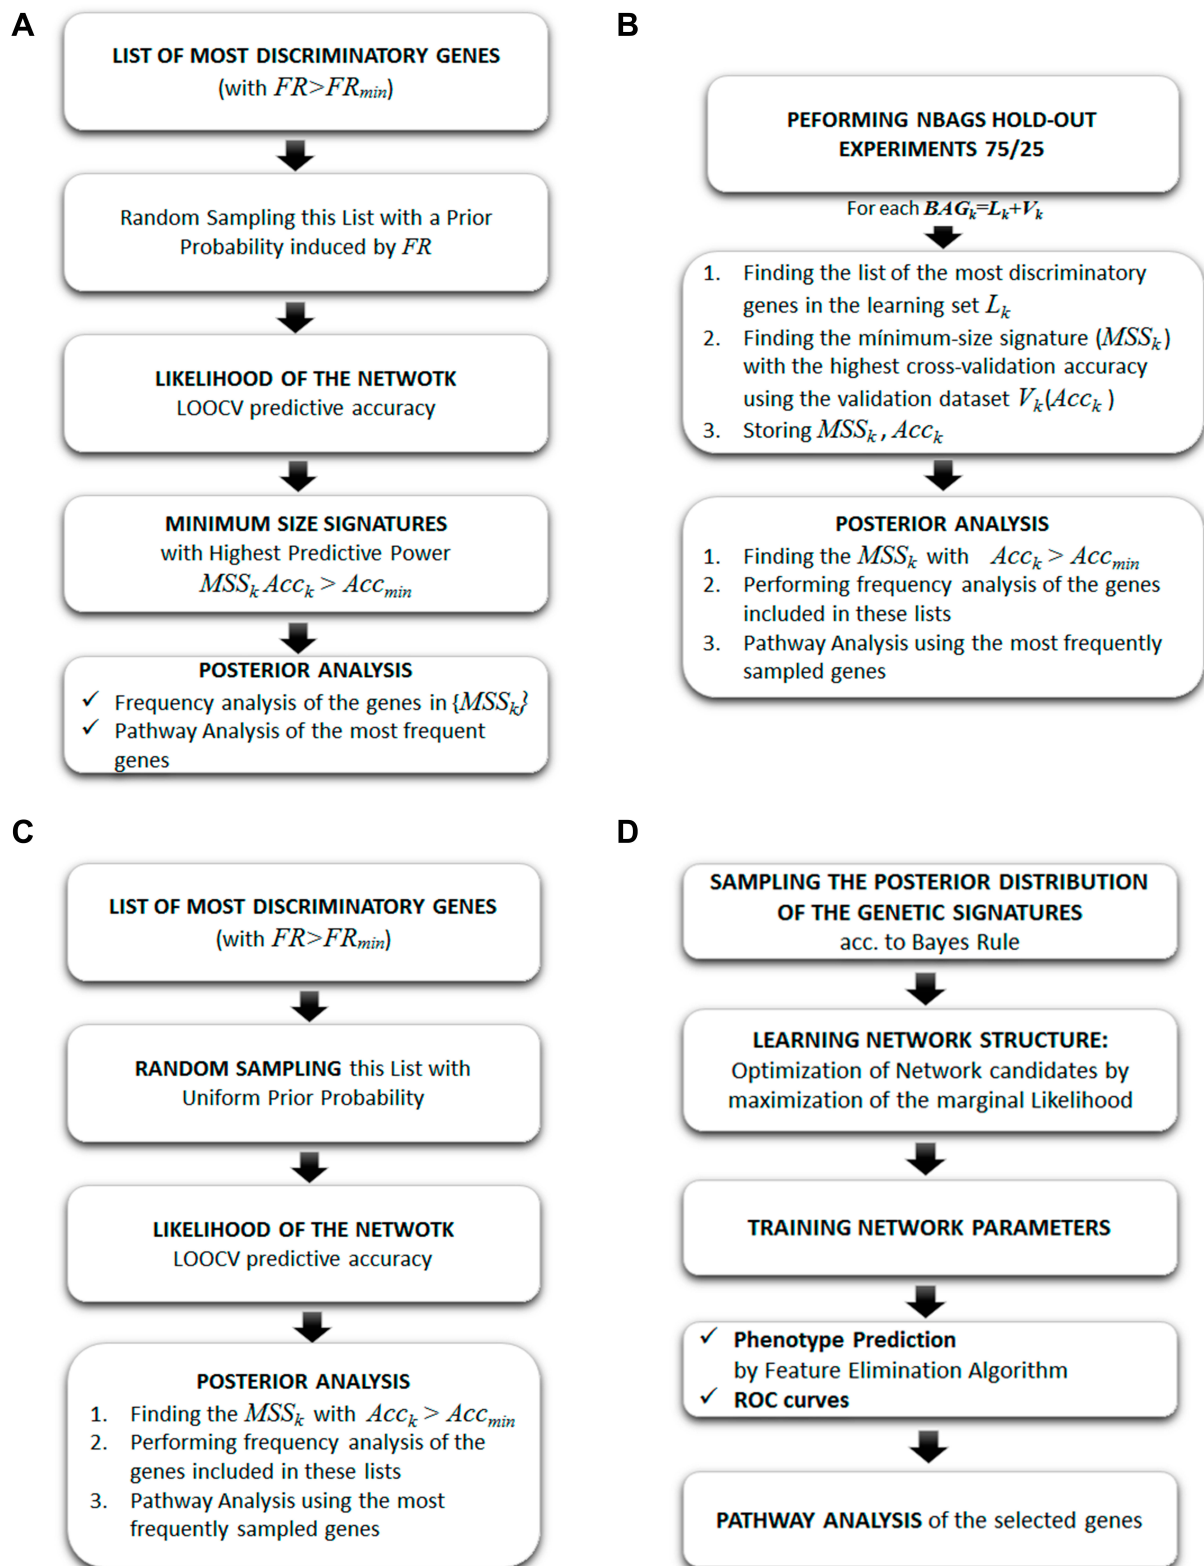 A
LIST OF MOST DISCRIMINATORY GENES
(with FR>FRmin)
Random Sampling this List with a Prior
Probability induced by FR
LIKELIHOOD OF THE NETWOTK
LOOCV predictive accuracy
MINIMUM SIZE SIGNATURES
with Highest Predictive Power
MSSk Acck > Accmin
POSTERIOR ANALYSIS
✓ Frequency analysis of the genes in {MSSk}
✓ Pathway Analysis of the most frequent
genes
B
PEFORMING NBAGS HOLD-OUT
EXPERIMENTS 75/25
For each BAGk=Lk+Vk
1. Finding the list of the most discriminatory
genes in the learning set Lk
2. Finding the mínimum-size signature (MSSk)
with the highest cross-validation accuracy
using the validation dataset Vk(Acck)
3. Storing MSSk, Acck
POSTERIOR ANALYSIS
1. Finding the MSSk with Acck > Accmin
2. Performing frequency analysis of the genes
included in these lists
3. Pathway Analysis using the most frequently
sampled genes
C
LIST OF MOST DISCRIMINATORY GENES
(with FR>FRmin)
RANDOM SAMPLING this List with
Uniform Prior Probability
LIKELIHOOD OF THE NETWOTK
LOOCV predictive accuracy
POSTERIOR ANALYSIS
1. Finding the MSSk with Acck > Accmin
2. Performing frequency analysis of the
genes included in these lists
3. Pathway Analysis using the most
frequently sampled genes
D
SAMPLING THE POSTERIOR DISTRIBUTION
OF THE GENETIC SIGNATURES
acc. to Bayes Rule
LEARNING NETWORK STRUCTURE:
Optimization of Network candidates by
maximization of the marginal Likelihood
TRAINING NETWORK PARAMETERS
✓ Phenotype Prediction
by Feature Elimination Algorithm
✓ ROC curves
PATHWAY ANALYSIS of the selected genes